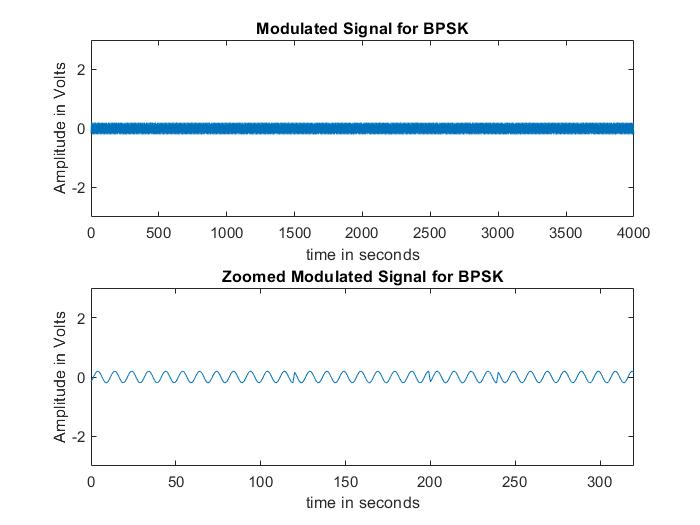 Modulated Signal for BPSK
Amplitude in Volts
2
0
-2
0 500 1000 1500 2000 2500 3000 3500 4000
time in seconds
Zoomed Modulated Signal for BPSK
Amplitude in Volts
2
0
-2
0 50 100 150 200 250 300
time in seconds